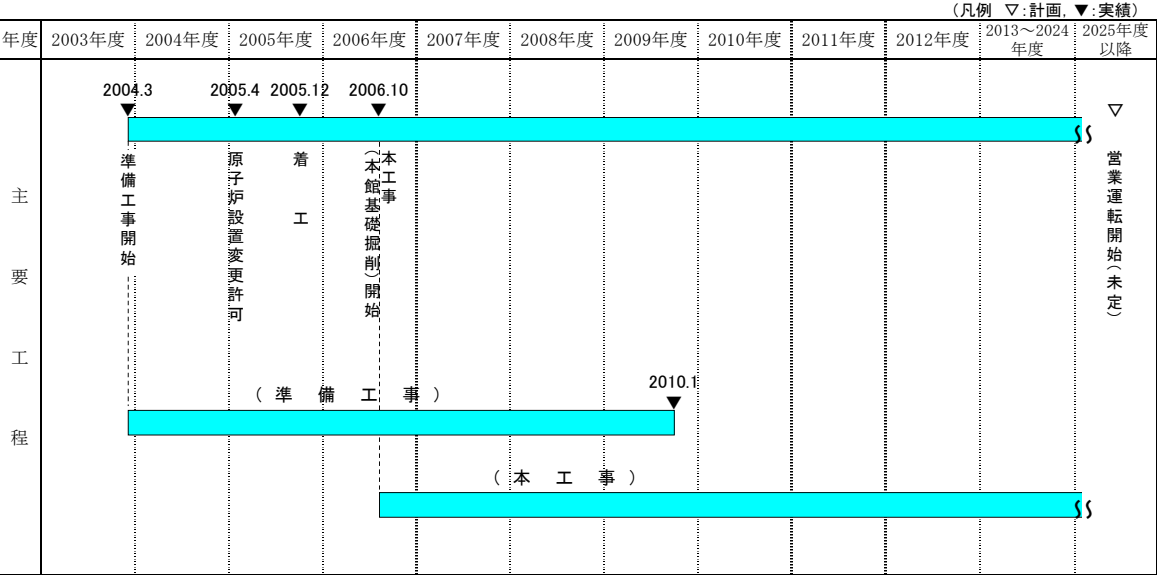 (凡例 ▽:計画, ▼:実績)
年度 2003年度 2004年度 2005年度 2006年度 2007年度 2008年度 2009年度 2010年度 2011年度 2012年度 2013～2024年度 2025年度以降
主要工程
2004.3 2005.4 2005.12 2006.10
▼ ▼ ▼ ▼ ▽
準備工事開始
原子炉設置変更許可
着工
本工事
(本館基礎掘削)開始
営業運転開始(未定)
(準備工事)
2010.1
▼
(本工事)